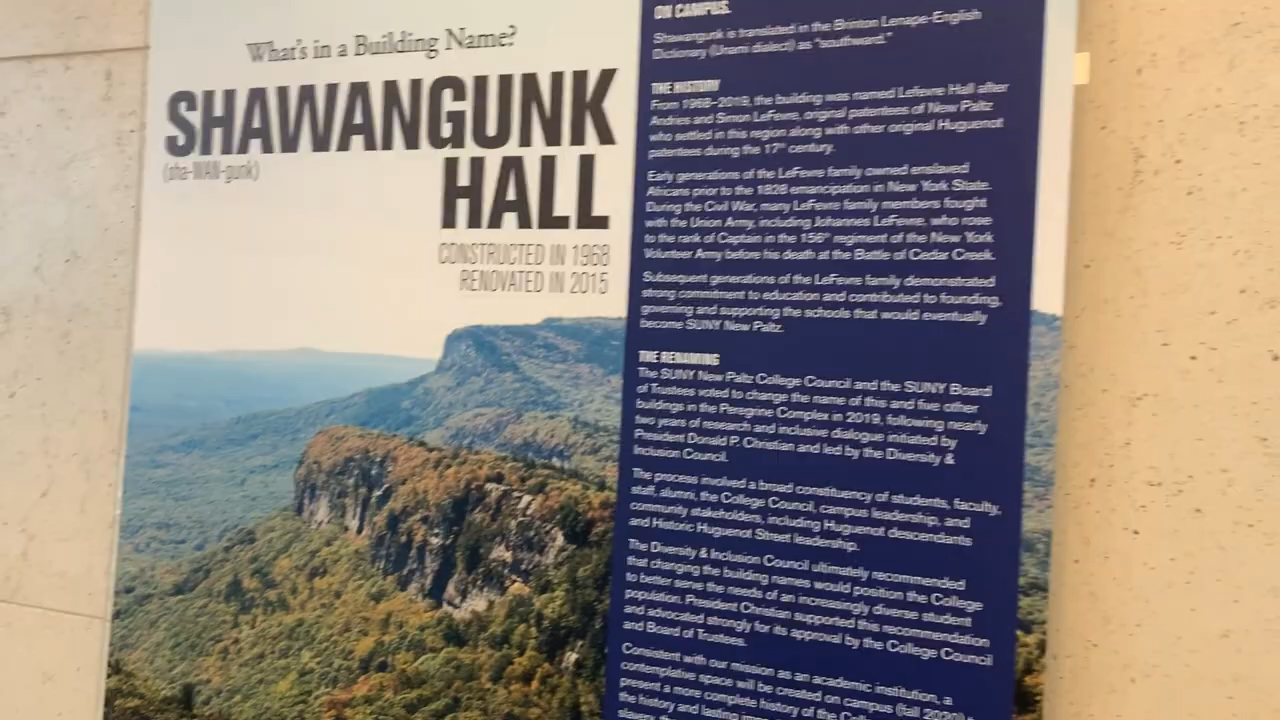 What's in a Building Name?
SHAWANGUNK
(sha-WAN-gunk)
HALL
CONSTRUCTED IN 1968
RENOVATED IN 2015
ON CAMPUS.
Shawangunk is translated in the Brinton Lenape-English
Dictionary (Unami dialect) as "southward."
THE HISTORY
From 1968–2019, the building was named Lefevre Hall after
Andries and Simon LeFevre, original patentees of New Paltz
who settled in this region along with other original Huguenot
patentees during the 17th century.
Early generations of the LeFevre family owned enslaved
Africans prior to the 1828 emancipation in New York State.
During the Civil War, many LeFevre family members fought
with the Union Army, including Johannes LeFevre, who rose
to the rank of Captain in the 156th regiment of the New York
Volunteer Army before his death at the Battle of Cedar Creek.
Subsequent generations of the LeFevre family demonstrated
strong commitment to education and contributed to founding,
governing and supporting the schools that would eventually
become SUNY New Paltz.
THE RENAMING
The SUNY New Paltz College Council and the SUNY Board
of Trustees voted to change the name of this and five other
buildings in the Peregrine Complex in 2019, following nearly
two years of research and inclusive dialogue initiated by
President Donald P. Christian and led by the Diversity &
Inclusion Council.
The process involved a broad constituency of students, faculty,
staff, alumni, the College Council, campus leadership, and
community stakeholders, including Huguenot descendants
and Historic Huguenot Street leadership.
The Diversity & Inclusion Council ultimately recommended
that changing the building names would position the College
to better serve the needs of an increasingly diverse student
population. President Christian supported this recommendation
and advocated strongly for its approval by the College Council
and Board of Trustees.
Consistent with our mission as an academic institution, a
contemplative space will be created on campus (fall 2020)
present a more complete history of the
the history and lasting
slavery,